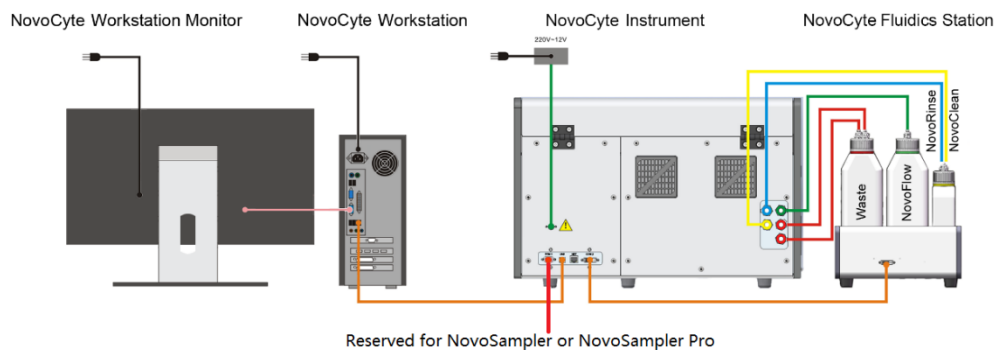 NovoCyte Workstation Monitor
NovoCyte Workstation
NovoCyte Instrument
NovoCyte Fluidics Station
220V~12V
Waste
NovoFlow
NovoRinse
NovoClean
Reserved for NovoSampler or NovoSampler Pro